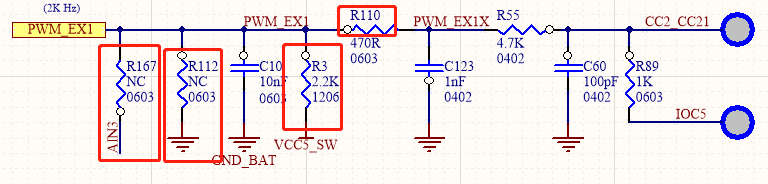 (2K Hz)
PWM_EX1
PWM_EX1
R110
470R
0603
PWM_EX1X
R55
4.7K
0402
CC2_CC21
R167
NC
0603
AIN3
R112
NC
0603
C10
10nF
0603
GND_BAT
R3
2.2K
1206
VCC5_SW
C123
1nF
0402
C60
100pF
0402
R89
1K
0603
IOC5